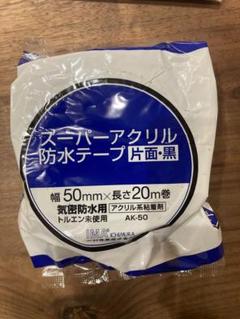 スーパーアクリル
防水テープ 片面・黒
幅50mm×長さ20m巻
気密防水用 アクリル系粘着剤
トルエン未使用 AK-50